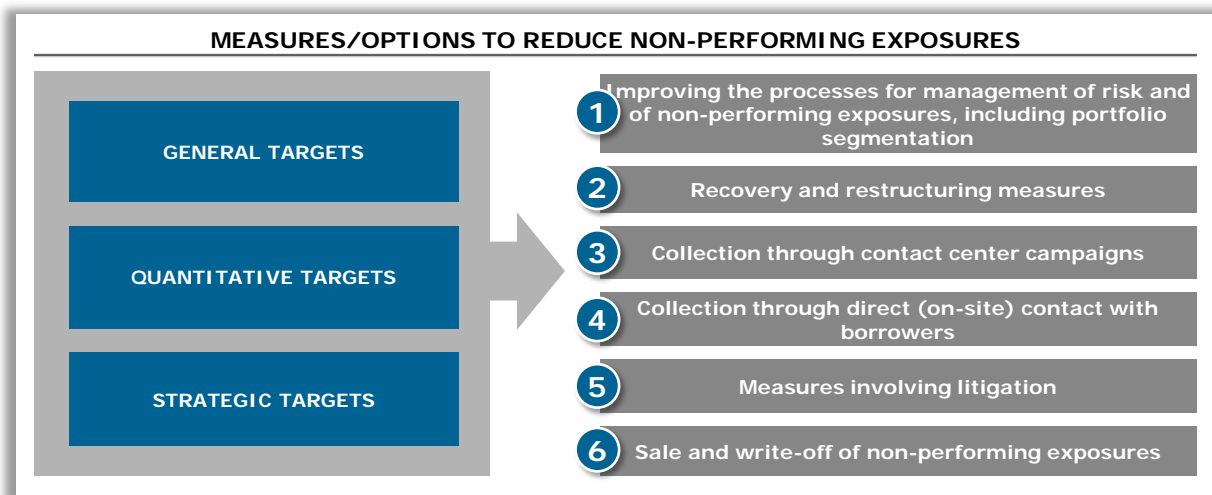 MEASURES/OPTIONS TO REDUCE NON-PERFORMING EXPOSURES
GENERAL TARGETS
QUANTITATIVE TARGETS
STRATEGIC TARGETS
1
Improving the processes for management of risk and
of non-performing exposures, including portfolio
segmentation
2
Recovery and restructuring measures
3
Collection through contact center campaigns
4
Collection through direct (on-site) contact with
borrowers
5
Measures involving litigation
6
Sale and write-off of non-performing exposures